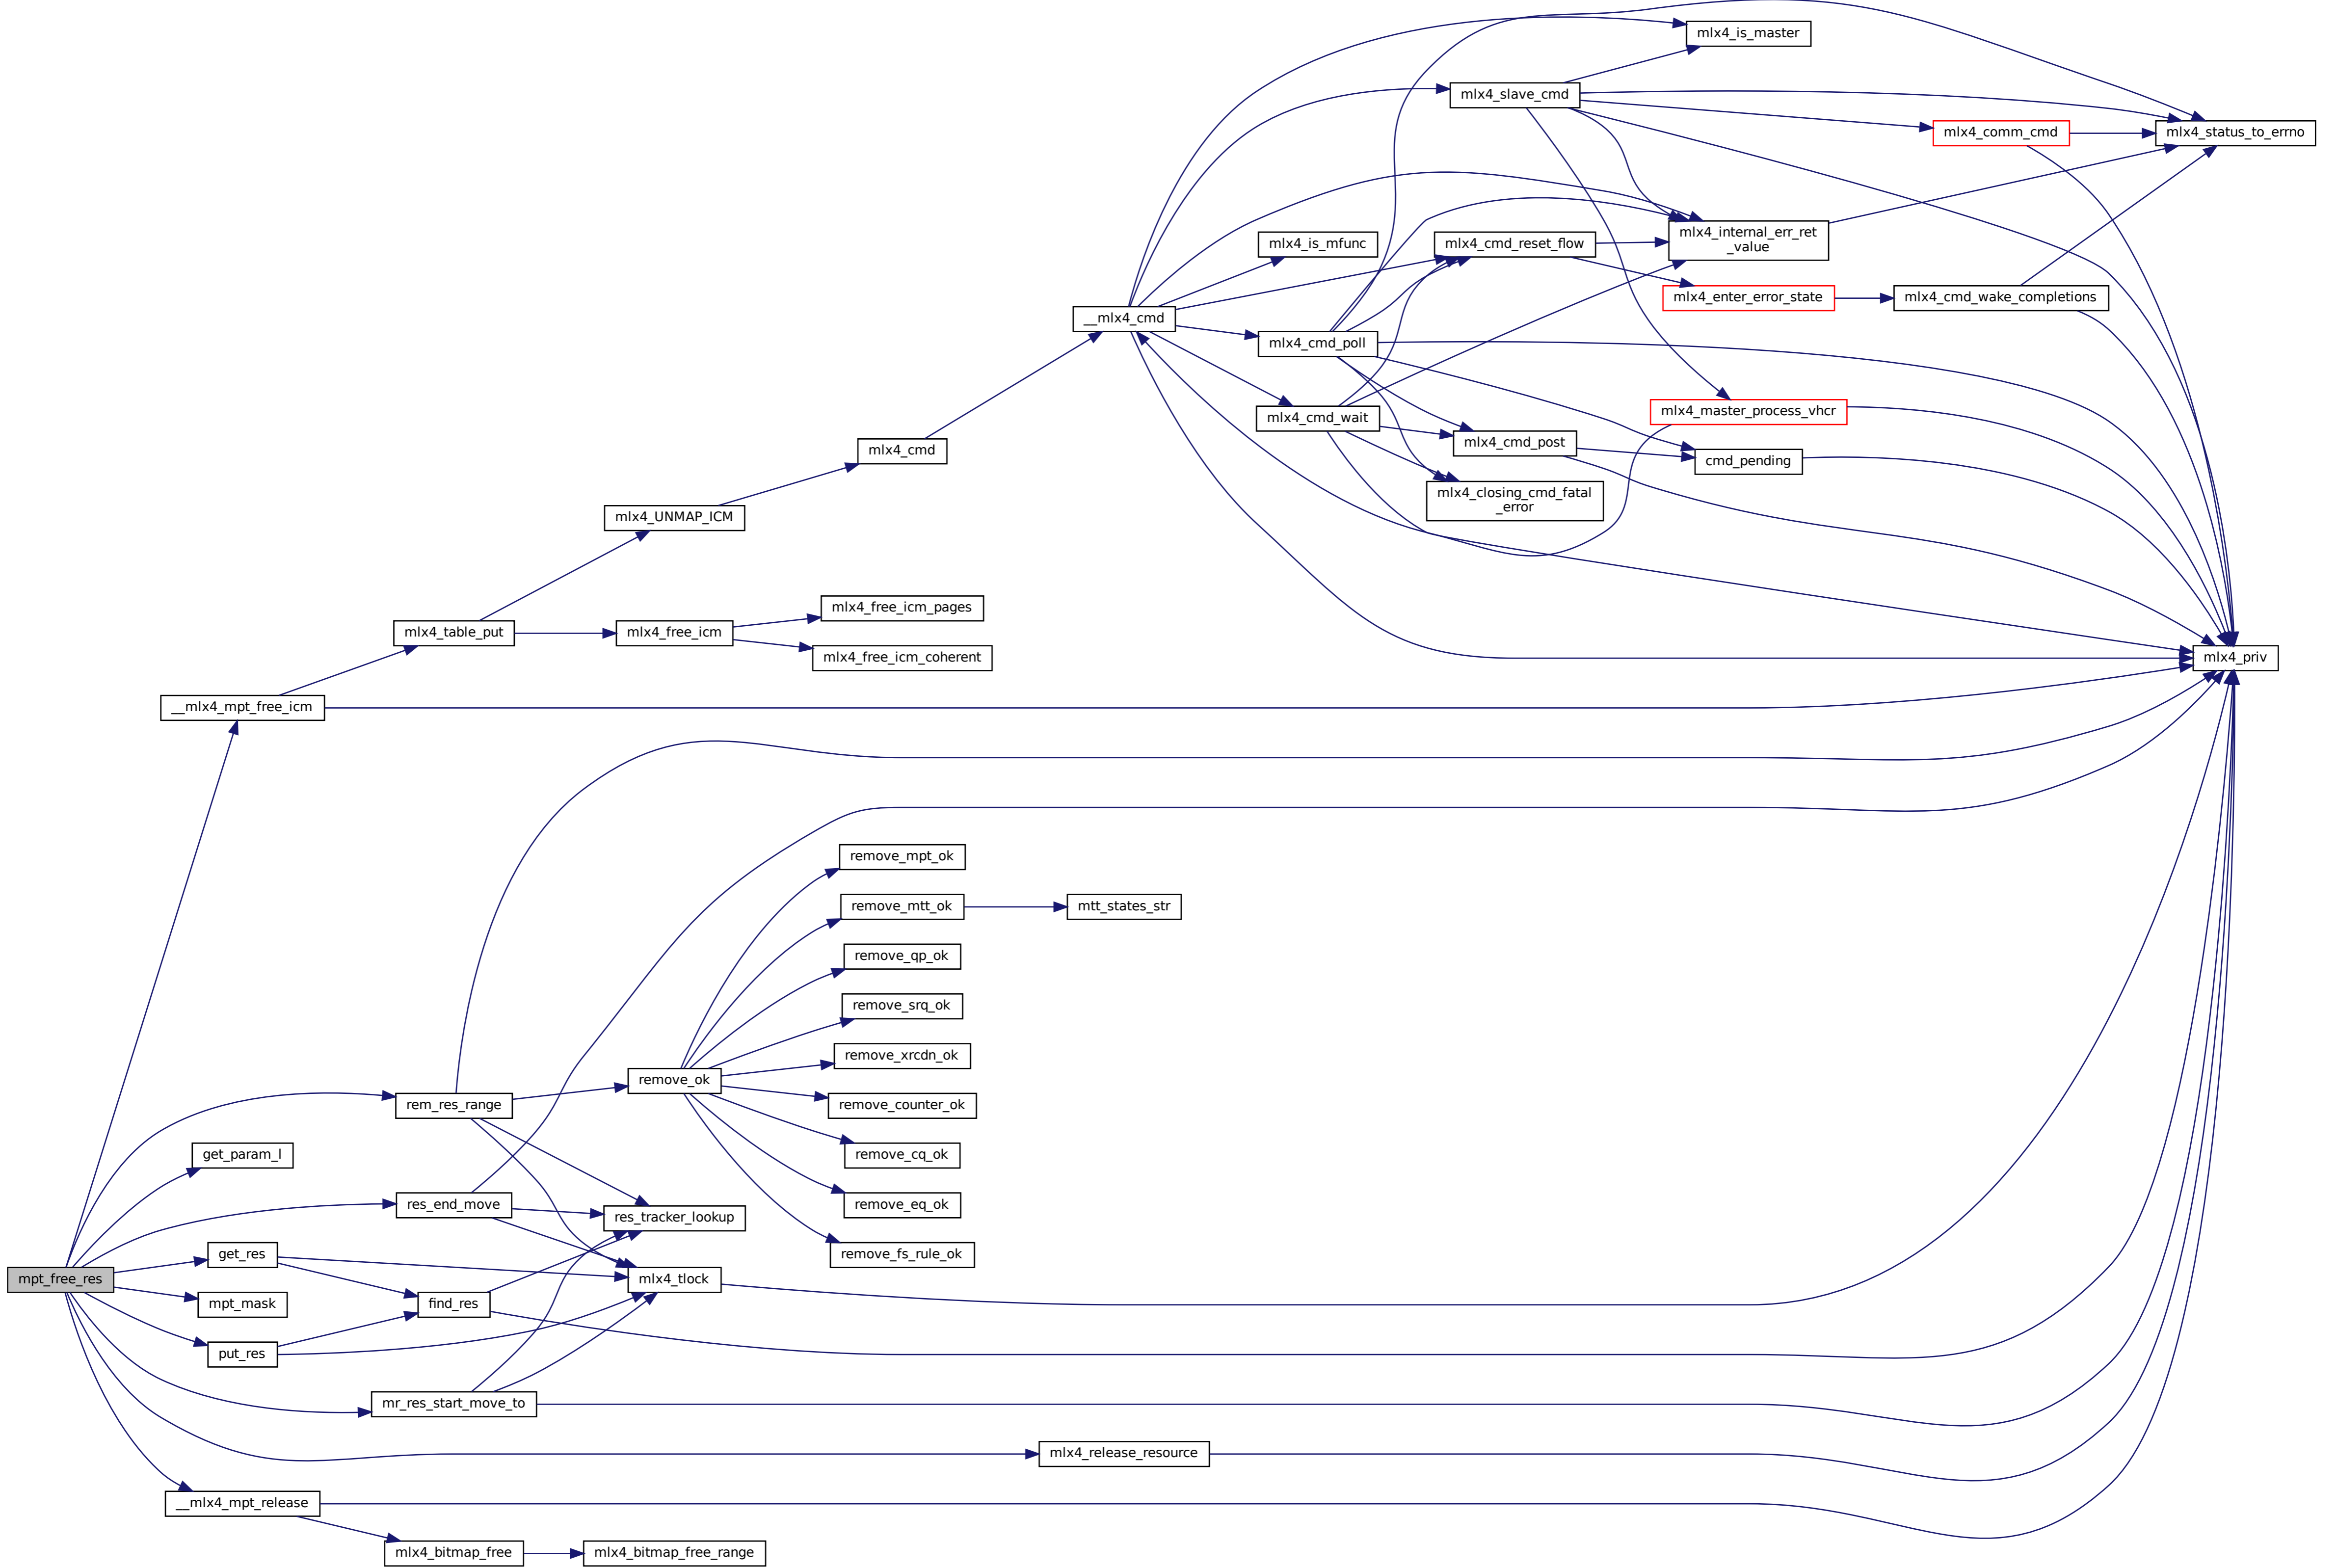 mlx4_is_master
mlx4_slave_cmd
mlx4_comm_cmd
mlx4_status_to_errno
mlx4_is_mfunc
mlx4_cmd_reset_flow
mlx4_internal_err_ret
_value
mlx4_enter_error_state
mlx4_cmd_wake_completions
__mlx4_cmd
mlx4_cmd_poll
mlx4_cmd_wait
mlx4_master_process_vhcr
mlx4_cmd
mlx4_cmd_post
cmd_pending
mlx4_closing_cmd_fatal
_error
mlx4_UNMAP_ICM
mlx4_free_icm_pages
mlx4_table_put
mlx4_free_icm
mlx4_free_icm_coherent
mlx4_priv
__mlx4_mpt_free_icm
remove_mpt_ok
remove_mtt_ok
mtt_states_str
remove_qp_ok
remove_srq_ok
remove_xrcdn_ok
remove_ok
rem_res_range
remove_counter_ok
get_param_l
remove_cq_ok
res_end_move
remove_eq_ok
res_tracker_lookup
get_res
remove_fs_rule_ok
mpt_free_res
mlx4_tlock
mpt_mask
find_res
put_res
mr_res_start_move_to
mlx4_release_resource
__mlx4_mpt_release
mlx4_bitmap_free
mlx4_bitmap_free_range